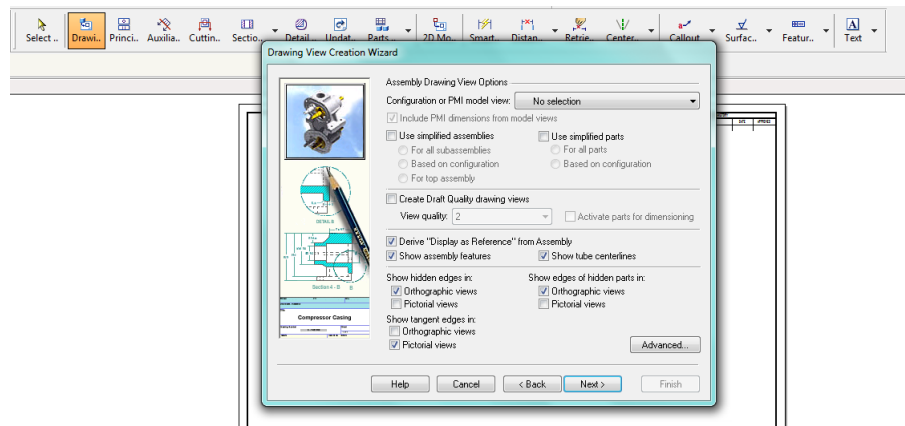 Select .. Drawi.. Princi.. Auxilia.. Cuttin.. Sectio.. Detail .. Updat.. Parts .. 2D Mo.. Smart.. Distan.. Retrie.. Center.. Callout Surfac.. Featur.. Text
Drawing View Creation Wizard
Assembly Drawing View Options
Configuration or PMI model view: No selection
Include PMI dimensions from model views
Use simplified assemblies Use simplified parts
For all subassemblies For all parts
Based on configuration Based on configuration
For top assembly
Create Draft Quality drawing views
View quality: 2 Activate parts for dimensioning
Derive "Display as Reference" from Assembly
Show assembly features Show tube centerlines
Show hidden edges in: Show edges of hidden parts in:
Orthographic views Orthographic views
Pictorial views Pictorial views
Show tangent edges in:
Orthographic views
Pictorial views
Advanced...
Help Cancel < Back Next > Finish
DETAIL B
Section A - B B
Compressor Casing
DATE APPROVED